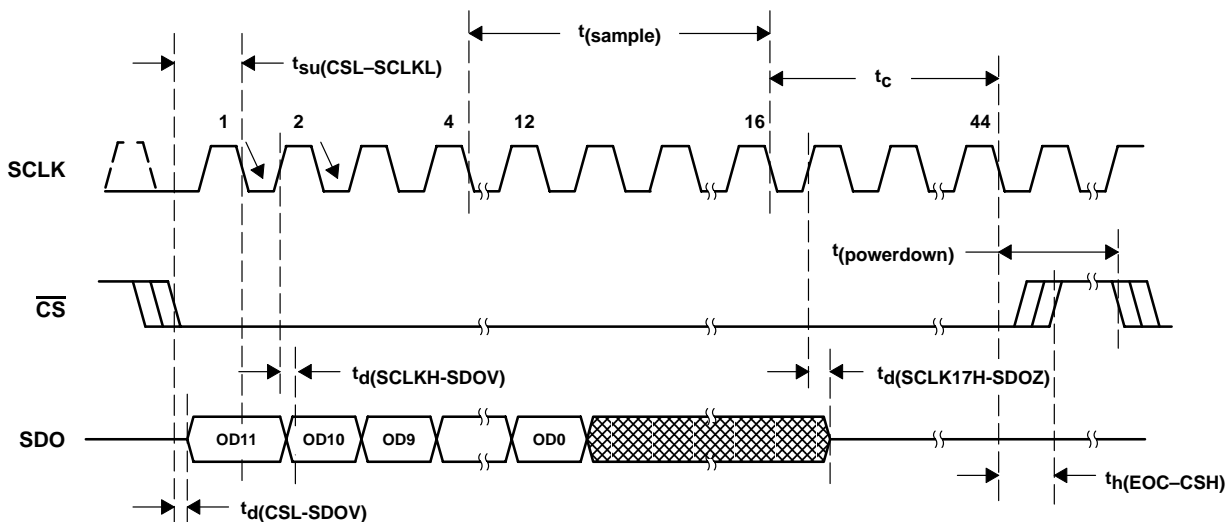 t(sample)
tsu(CSL–SCLKL)
tc
1 2 4 12 16 44
SCLK
t(powerdown)
CS
td(SCLKH-SDOV)
td(SCLK17H-SDOZ)
SDO
OD11 OD10 OD9 OD0
th(EOC–CSH)
td(CSL-SDOV)